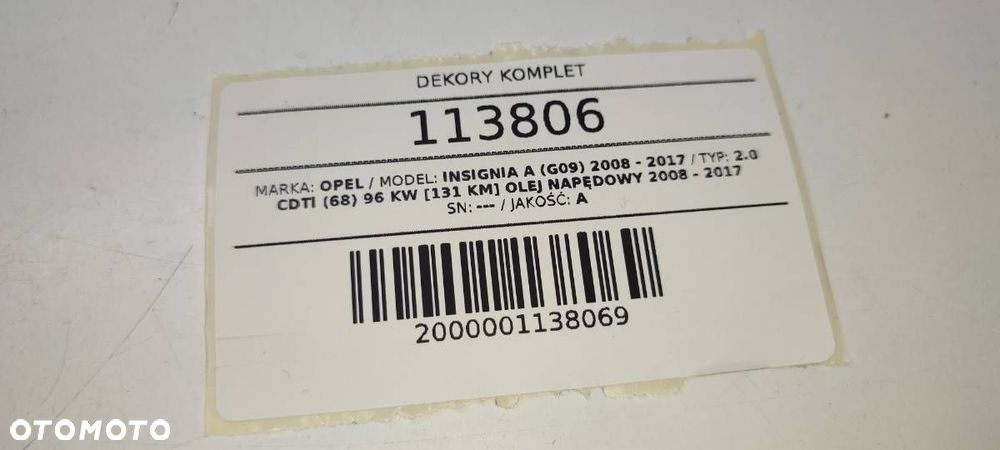 DEKORY KOMPLET
113806
MARKA: OPEL / MODEL: INSIGNIA A (G09) 2008 - 2017 / TYP: 2.0
CDTI (68) 96 KW [131 KM] OLEJ NAPĘDOWY 2008 - 2017
SN: --- / JAKOŚĆ: A
2000001138069
OTOMOTO